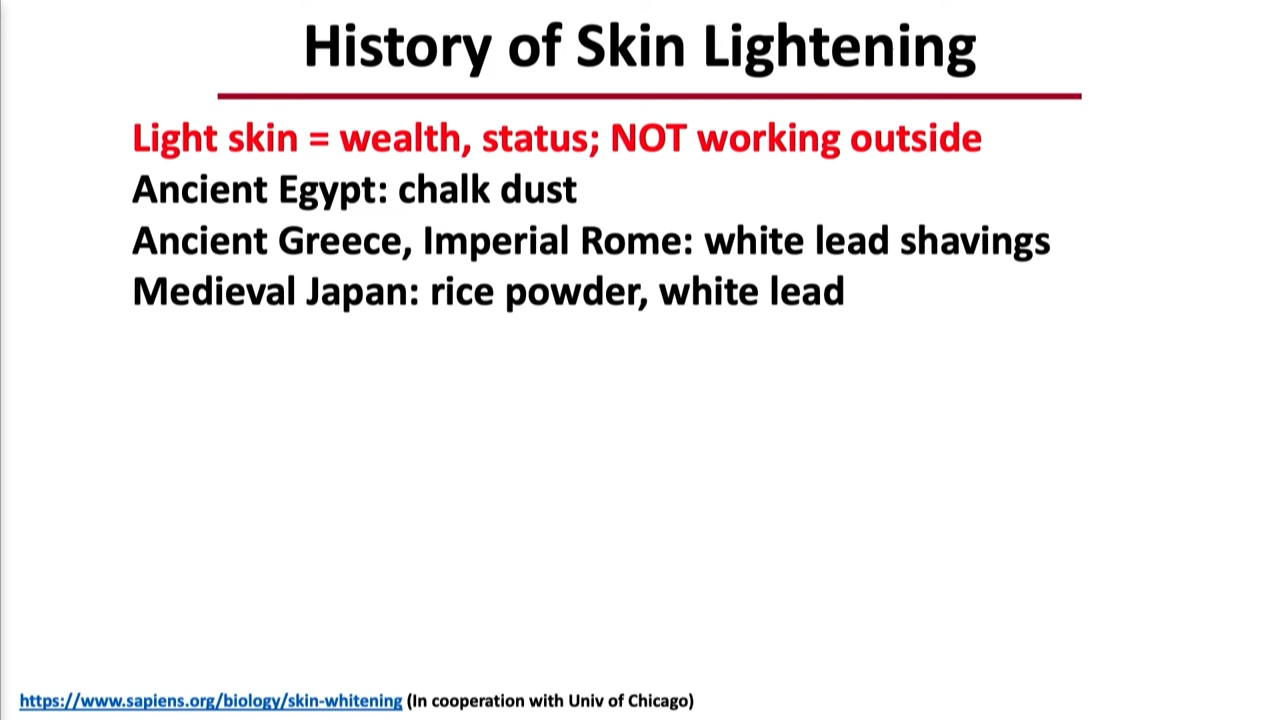 History of Skin Lightening
Light skin = wealth, status; NOT working outside
Ancient Egypt: chalk dust
Ancient Greece, Imperial Rome: white lead shavings
Medieval Japan: rice powder, white lead
https://www.sapiens.org/biology/skin-whitening (In cooperation with Univ of Chicago)